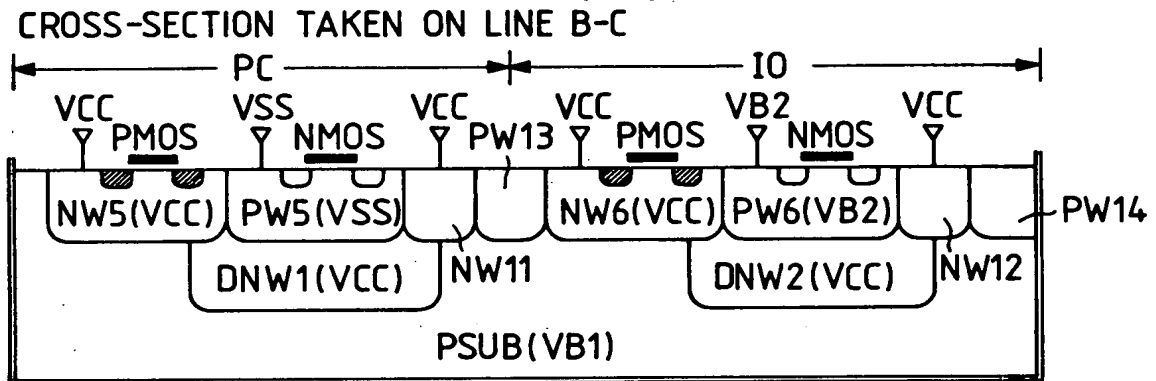 CROSS-SECTION TAKEN ON LINE B-C
PC IO
VCC VSS VCC VCC VB2 VCC
PMOS NMOS PW13 PMOS NMOS
NW5(VCC) PW5(VSS) NW6(VCC) PW6(VB2) PW14
DNW1(VCC) NW11 DNW2(VCC) NW12
PSUB(VB1)